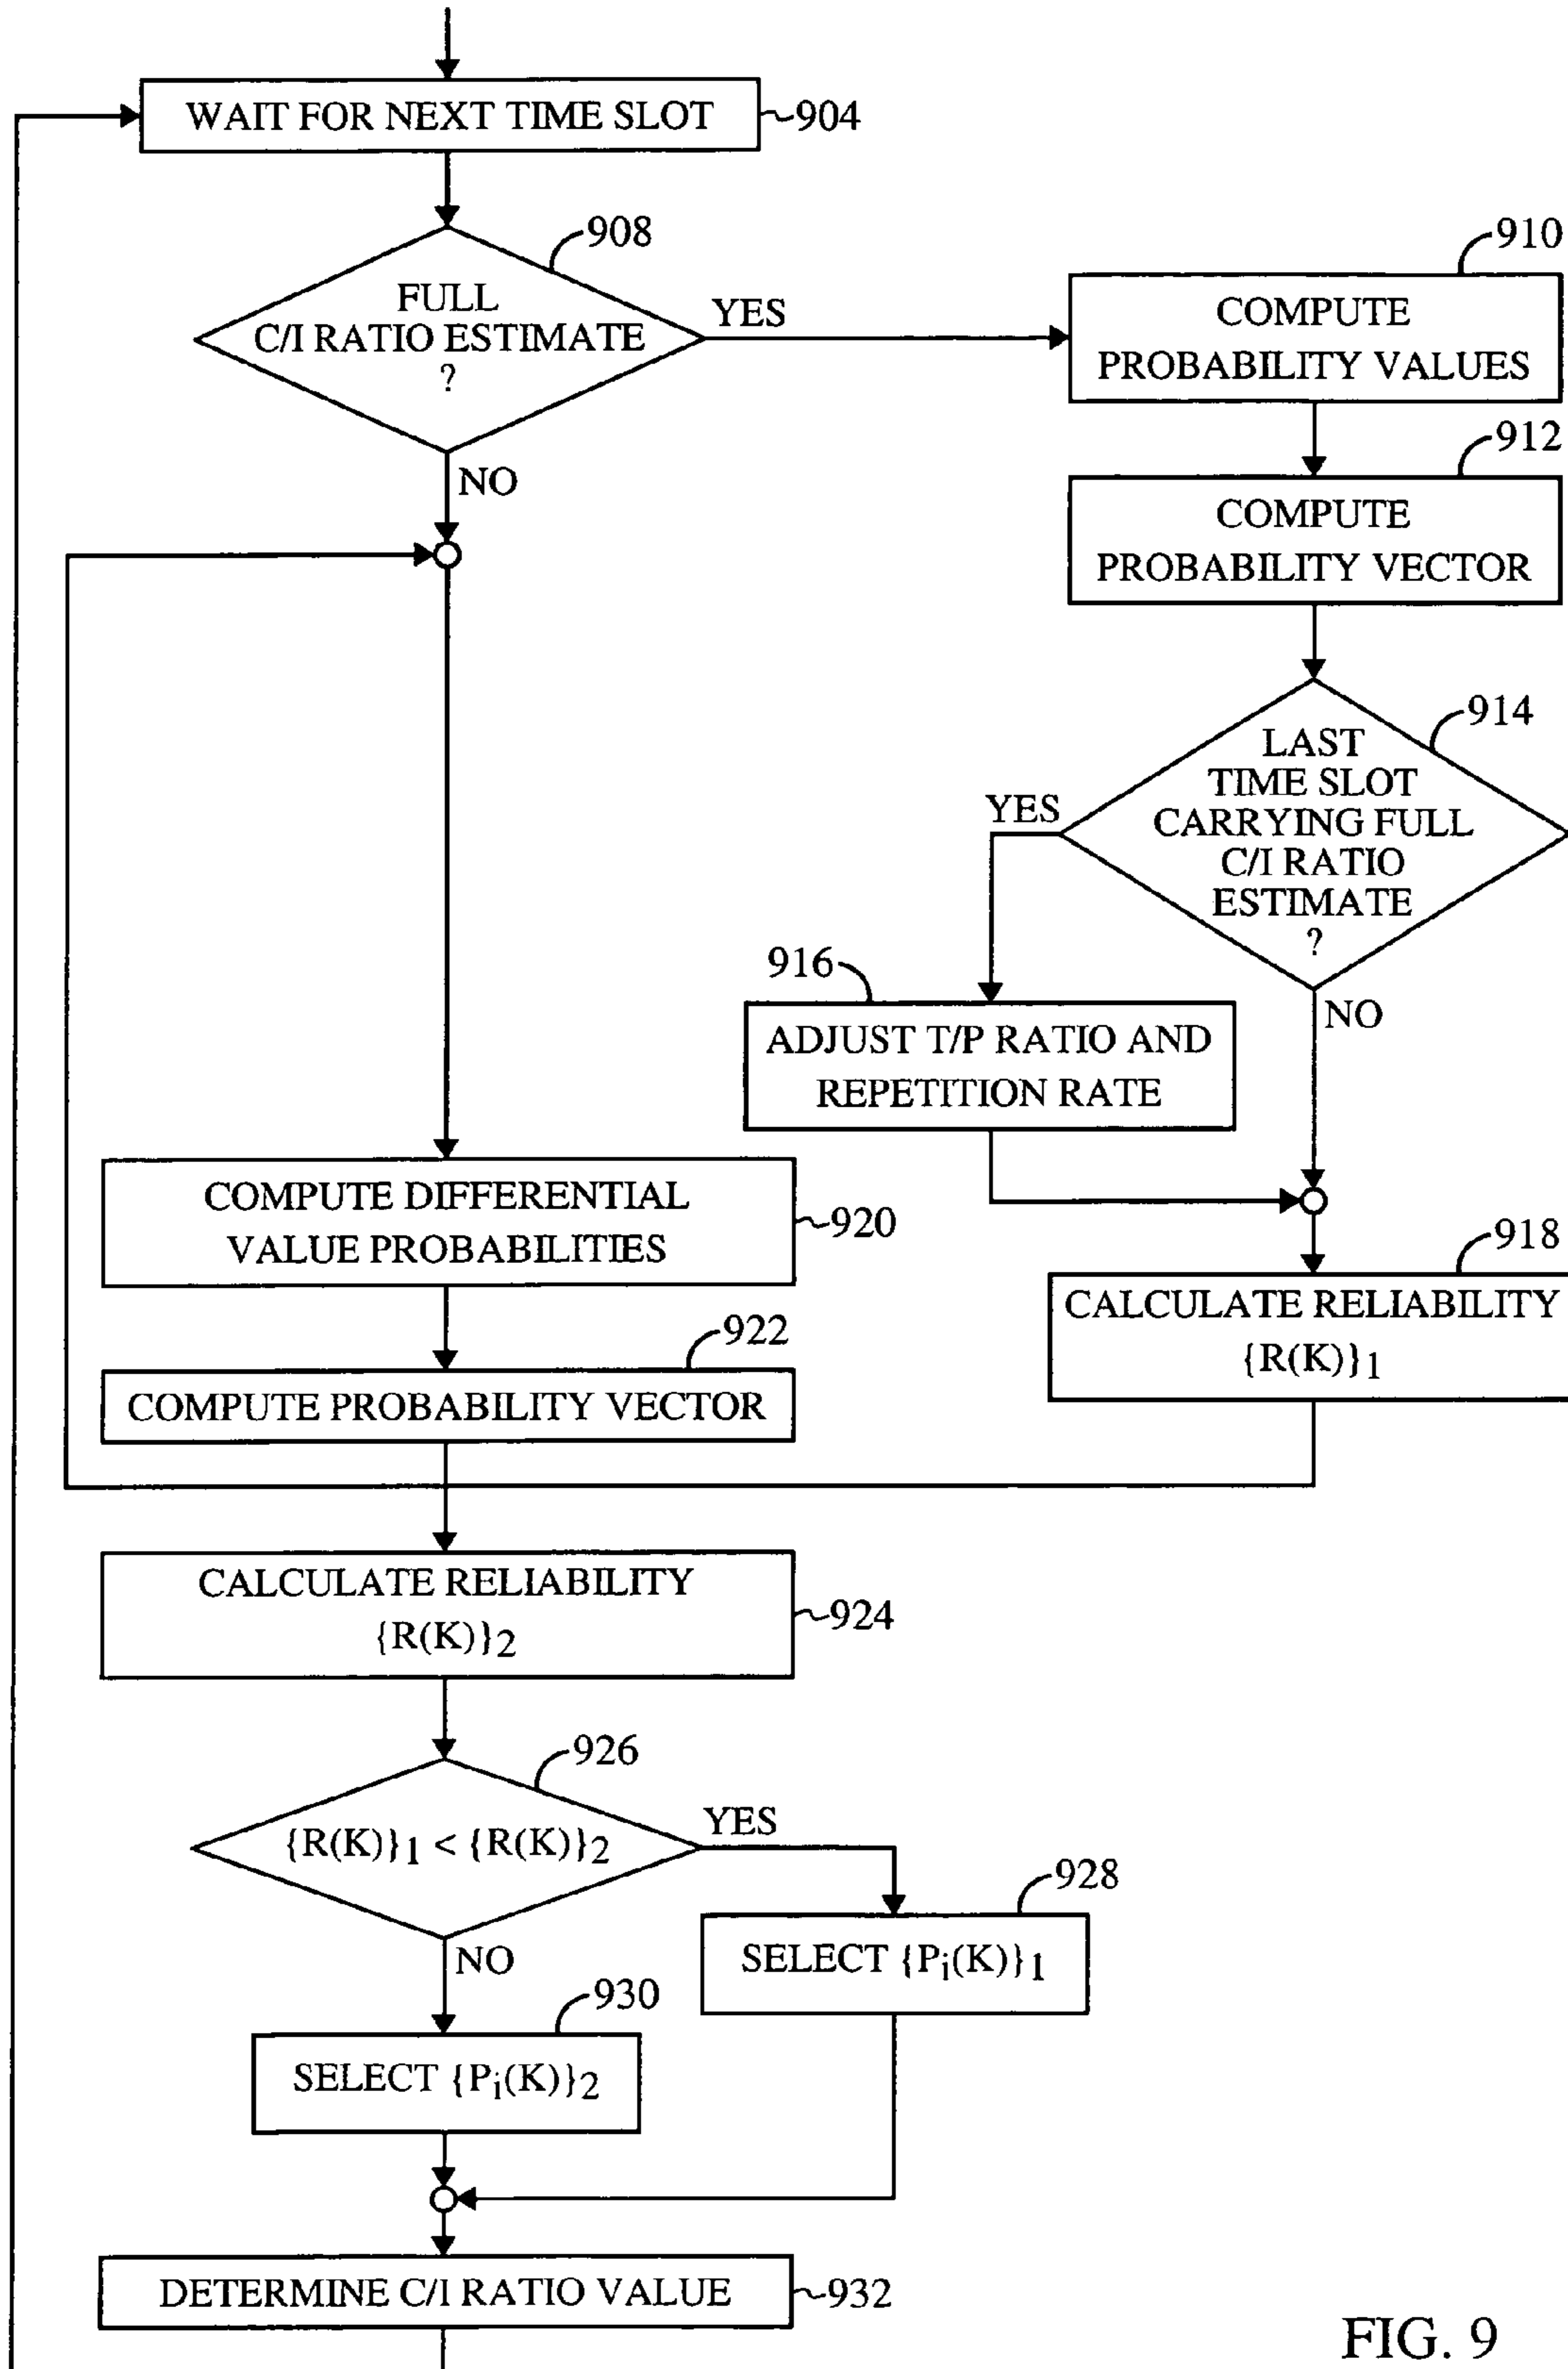 WAIT FOR NEXT TIME SLOT
904
908
FULL
C/I RATIO ESTIMATE
?
YES
NO
910
COMPUTE
PROBABILITY VALUES
912
COMPUTE
PROBABILITY VECTOR
914
LAST
TIME SLOT
CARRYING FULL
C/I RATIO
ESTIMATE
?
YES
NO
916
ADJUST T/P RATIO AND
REPETITION RATE
918
CALCULATE RELIABILITY
{R(K)}1
COMPUTE DIFFERENTIAL
VALUE PROBABILITIES
920
922
COMPUTE PROBABILITY VECTOR
CALCULATE RELIABILITY
{R(K)}2
924
926
{R(K)}1 < {R(K)}2
YES
NO
928
SELECT {Pi(K)}1
930
SELECT {Pi(K)}2
DETERMINE C/I RATIO VALUE
932
FIG. 9